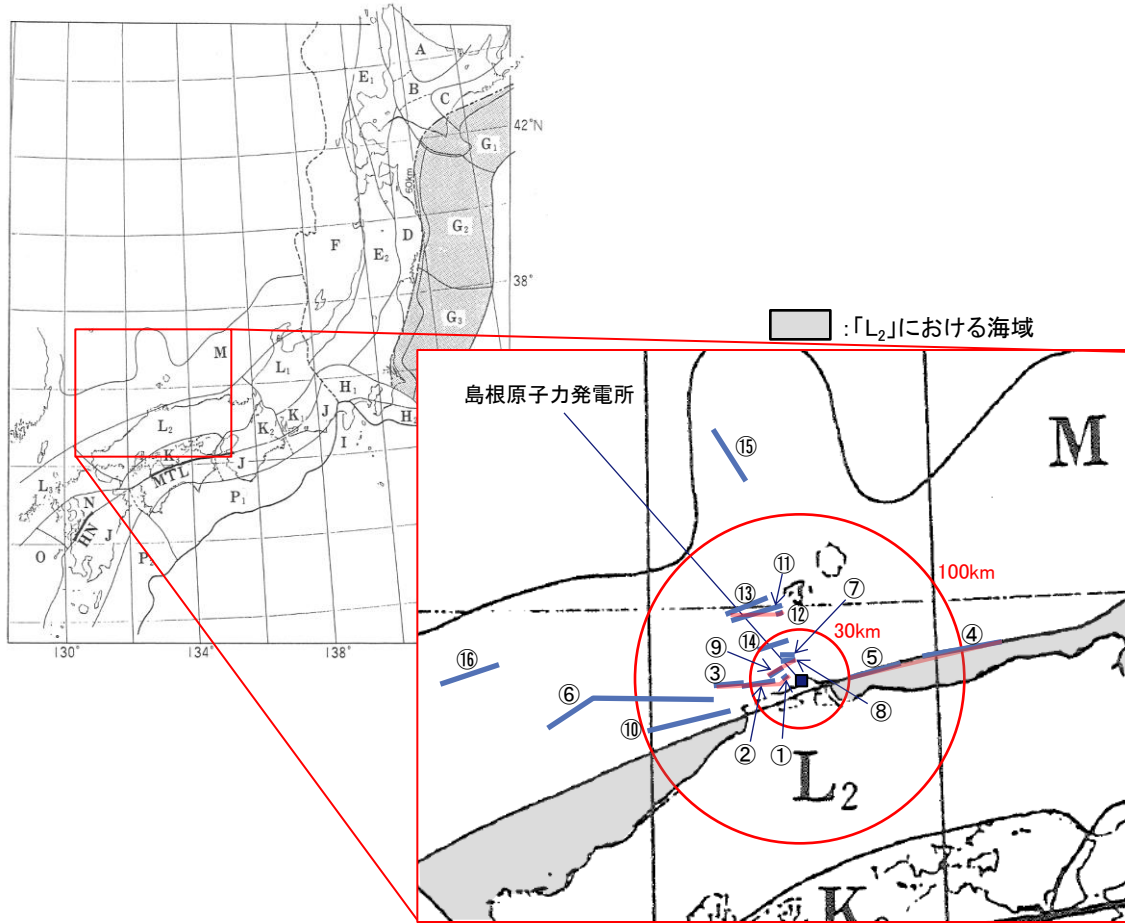 A
E₁
B
C
42°N
G₁
60km
D
G₂
F
E₂
38°
G₃
M
L₁
H₁
L₂
K₁
J
K₂
I
J
MTL
L₃
P₁
N
HN
J
O
130°
134°
138°
:「L₂」における海域
島根原子力発電所
M
⑮
⑪
⑬
100km
⑦
⑫
30km
⑭
④
⑨
⑤
⑯
③
⑥
⑧
⑩
②
①
L₂